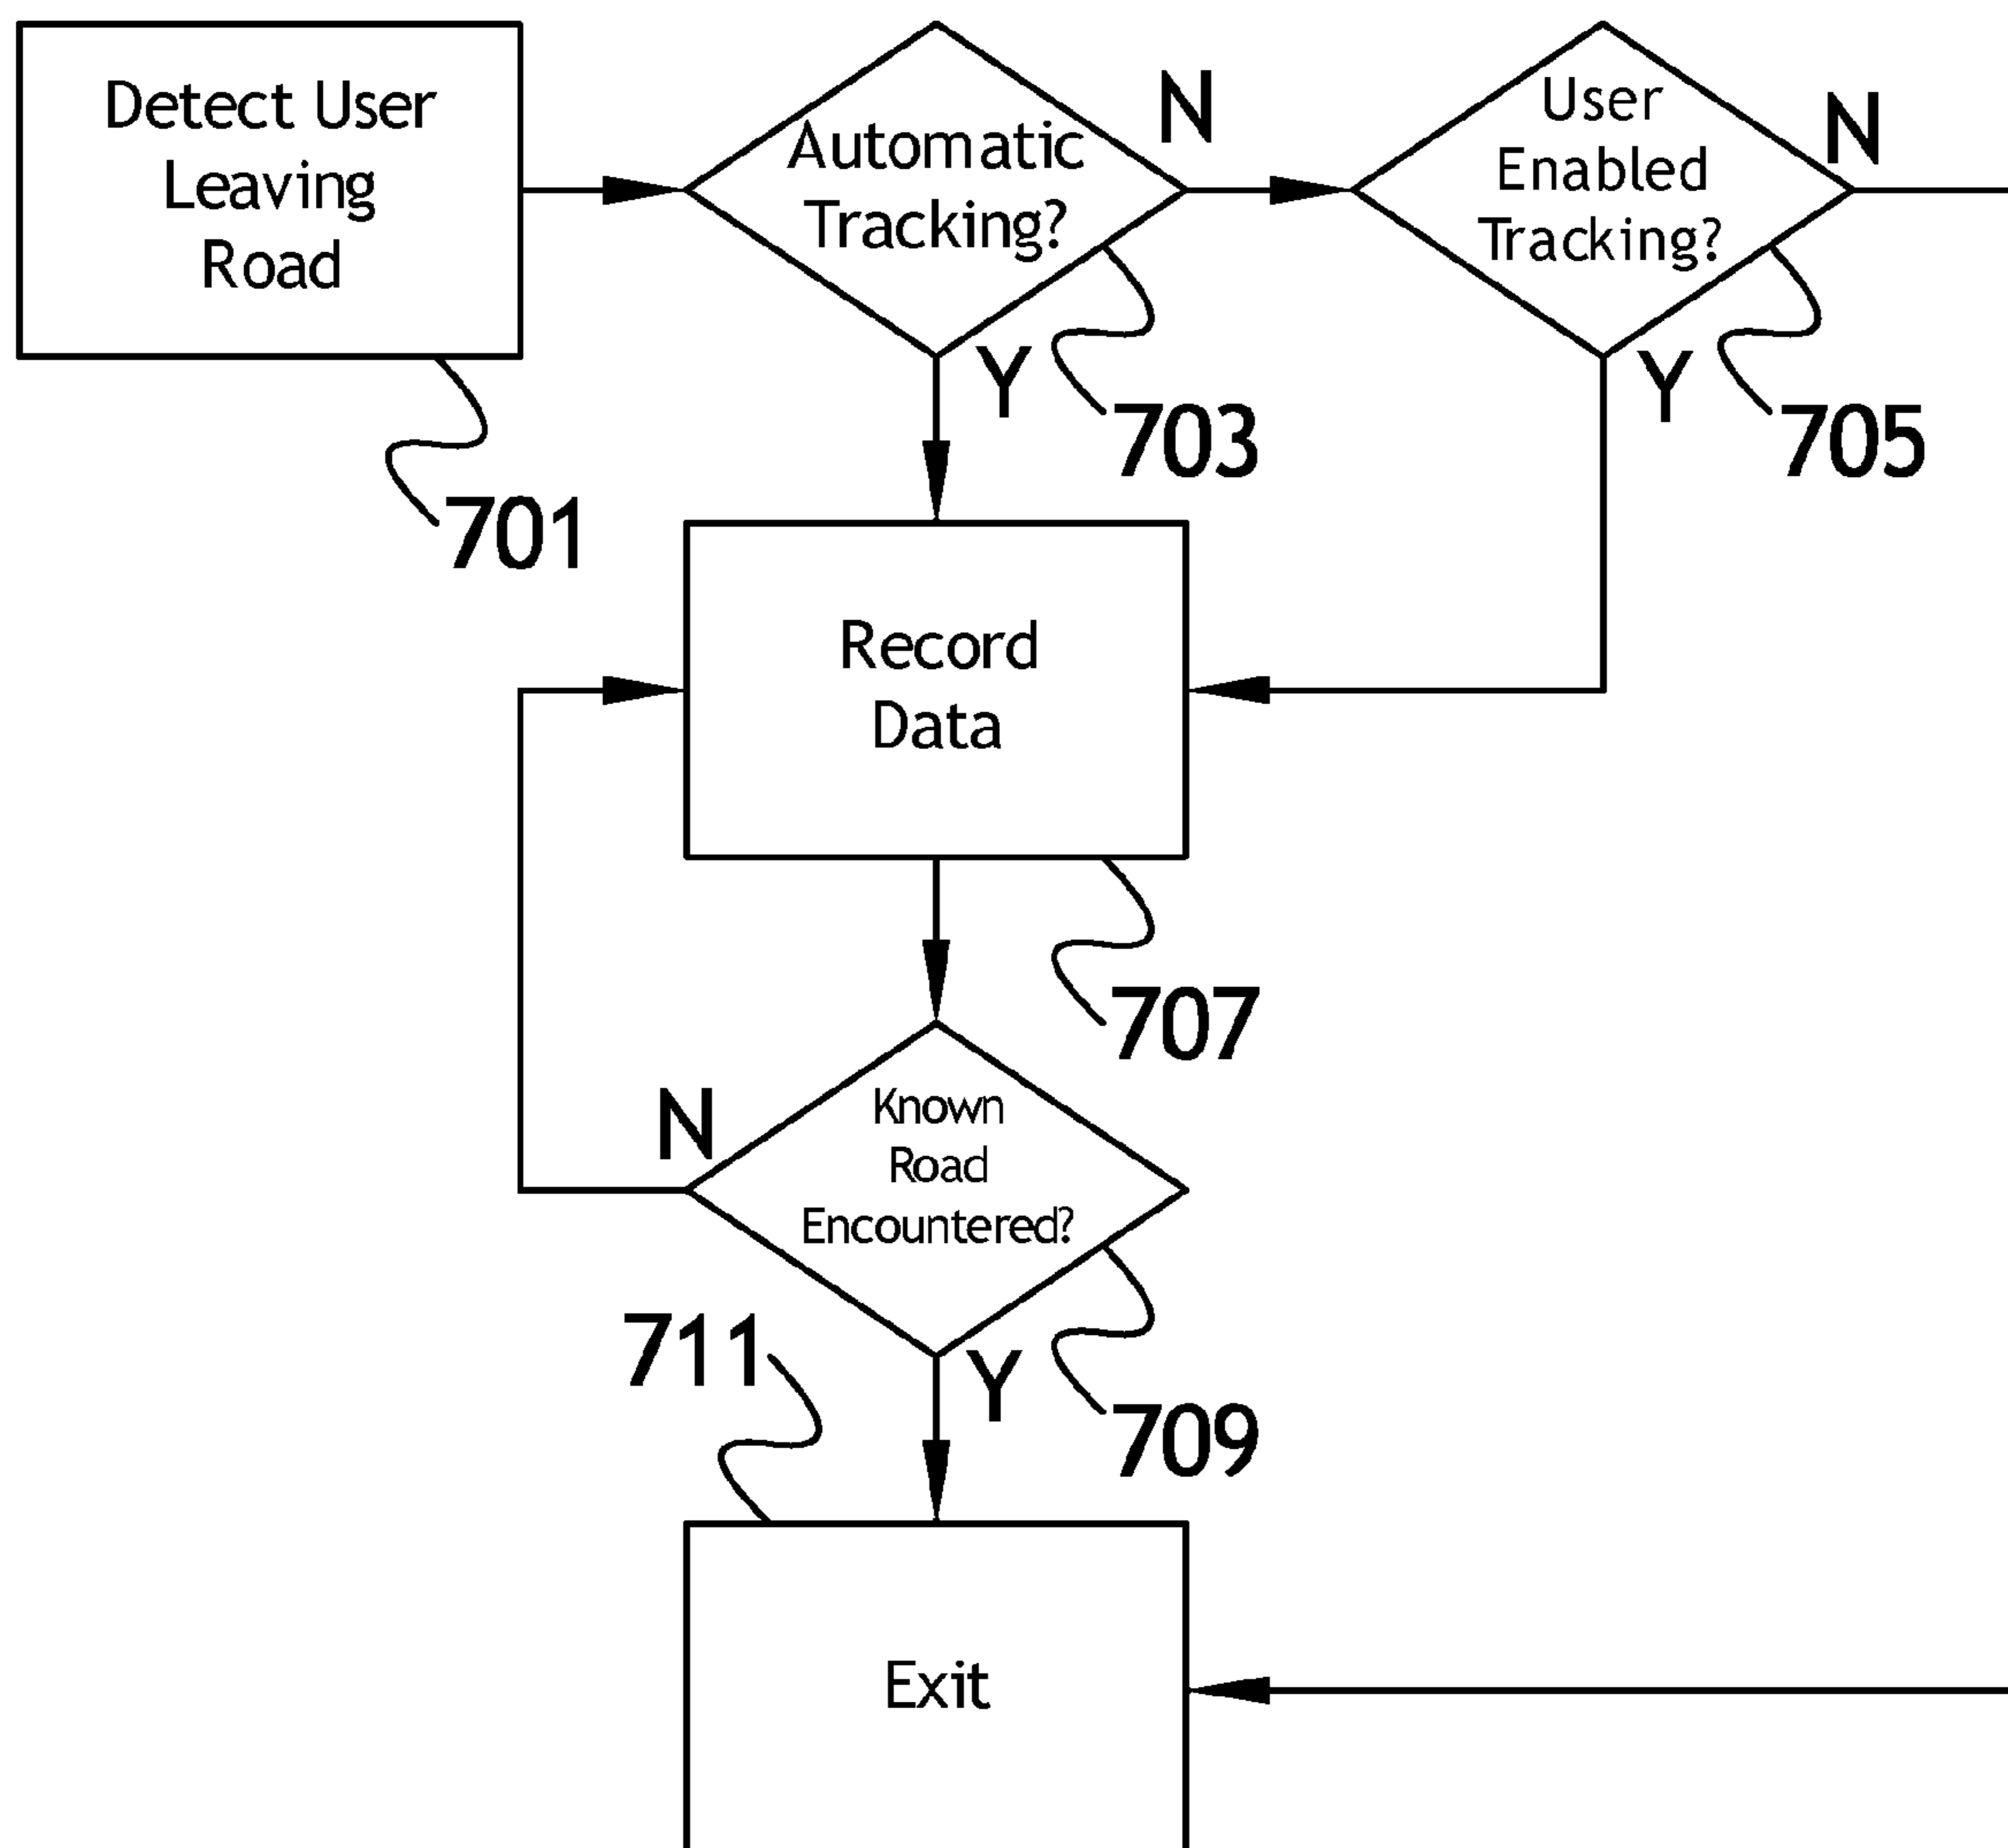 Detect User
Leaving
Road
701
Automatic
Tracking?
N
Y
703
User
Enabled
Tracking?
N
Y
705
Record
Data
707
Known
Road
Encountered?
N
Y
709
711
Exit